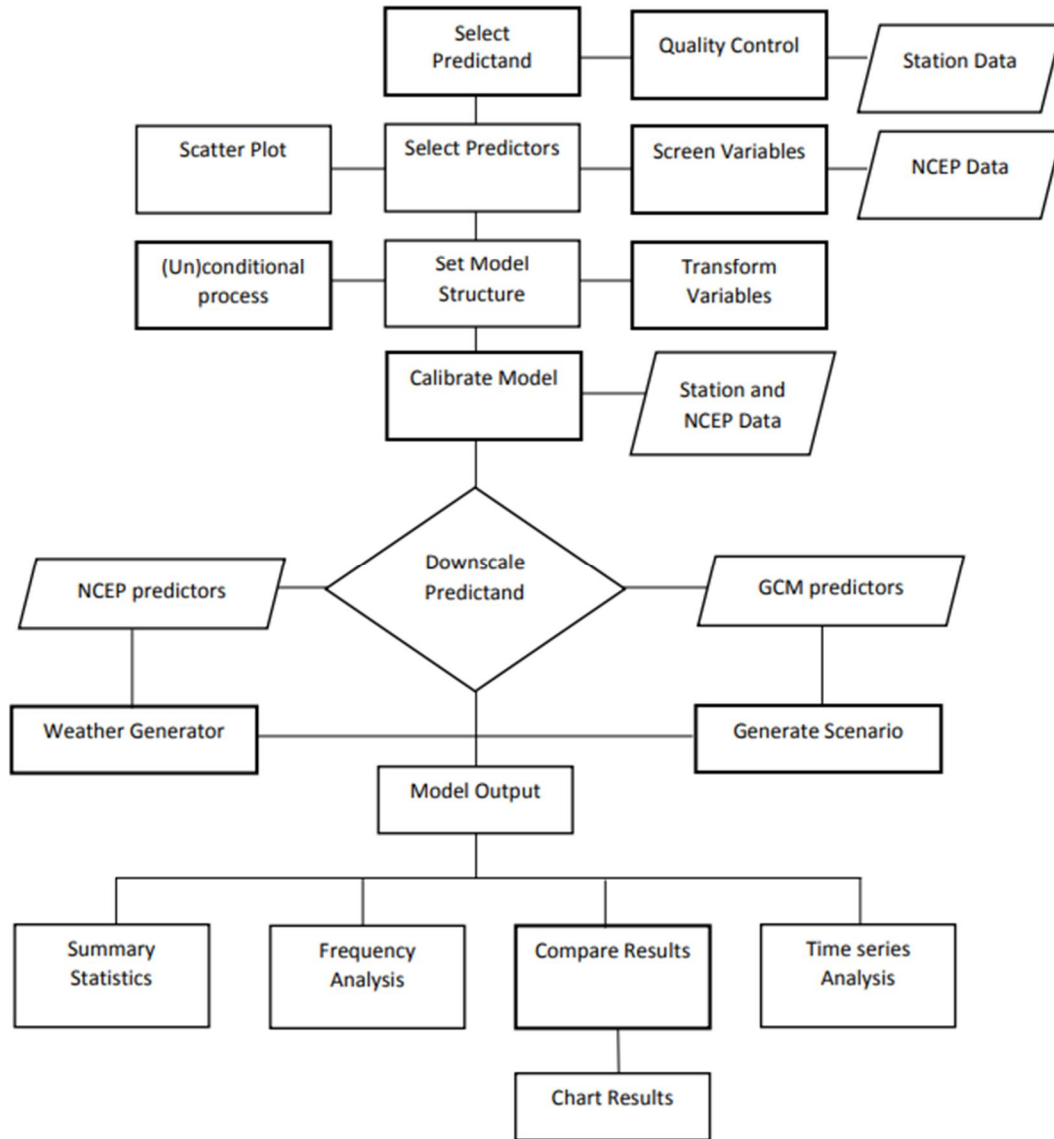 Select
Predictand
Quality Control
Station Data
Scatter Plot
Select Predictors
Screen Variables
NCEP Data
(Un)conditional
process
Set Model
Structure
Transform
Variables
Calibrate Model
Station and
NCEP Data
Downscale
Predictand
NCEP predictors
GCM predictors
Weather Generator
Generate Scenario
Model Output
Summary
Statistics
Frequency
Analysis
Compare Results
Time series
Analysis
Chart Results